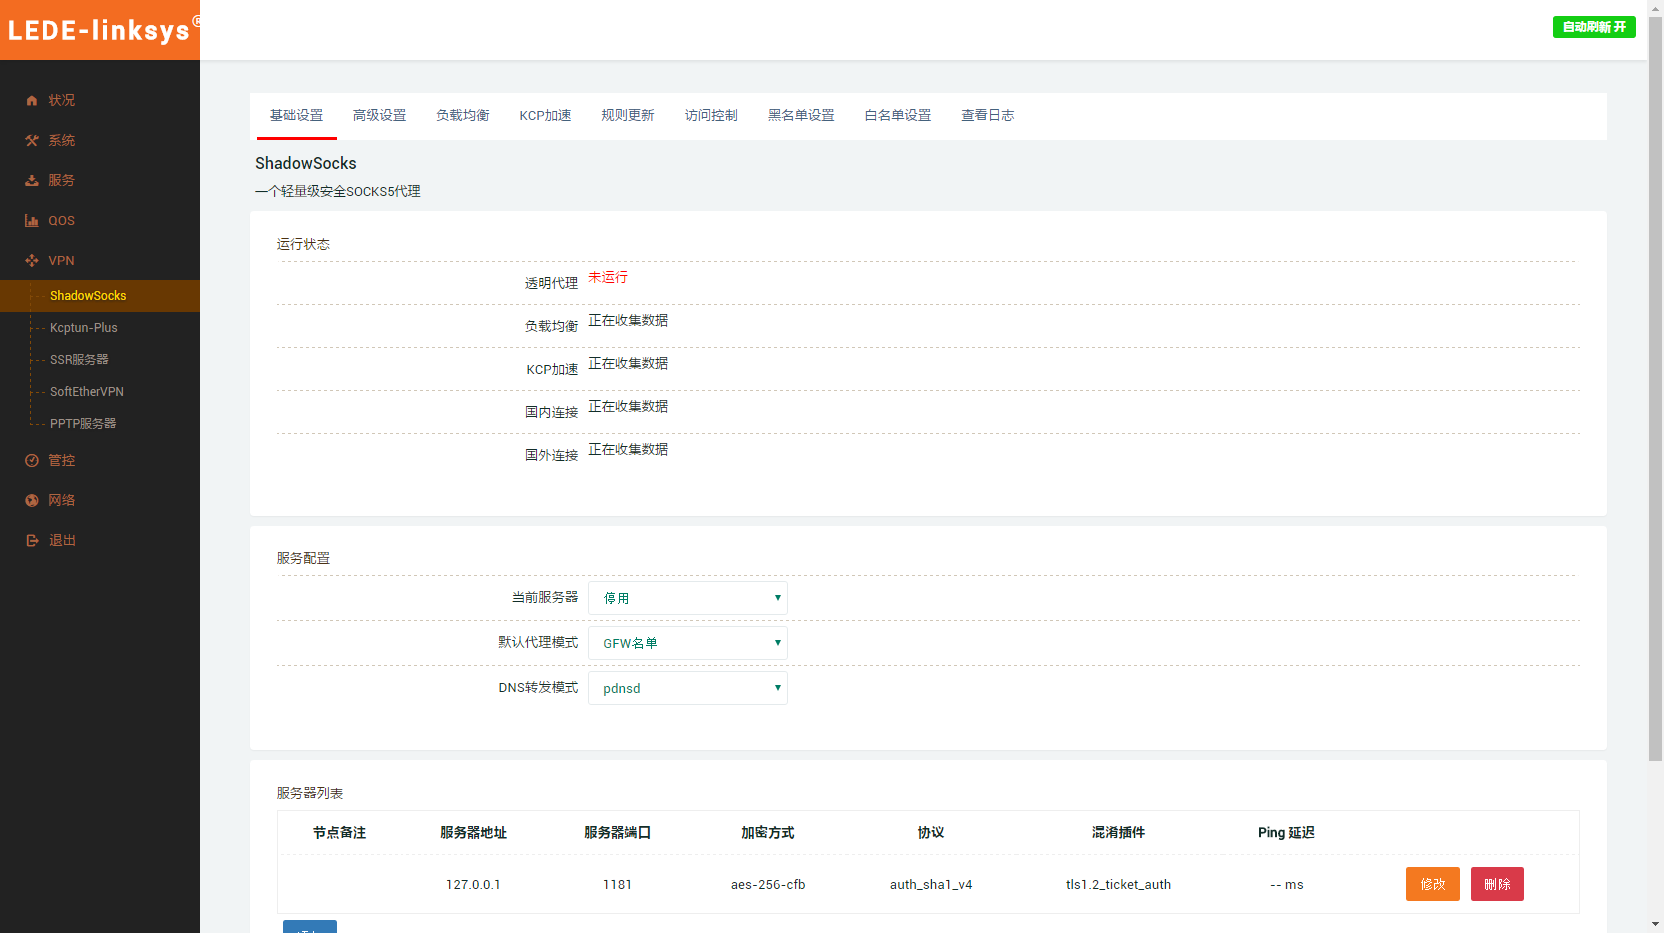 LEDE-linksys®
自动刷新 开
状况
系统
服务
QOS
VPN
ShadowSocks
Kcptun-Plus
SSR服务器
SoftEtherVPN
PPTP服务器
管控
网络
退出
基础设置 高级设置 负载均衡 KCP加速 规则更新 访问控制 黑名单设置 白名单设置 查看日志
ShadowSocks
一个轻量级安全SOCKS5代理
运行状态
透明代理 未运行
负载均衡 正在收集数据
KCP加速 正在收集数据
国内连接 正在收集数据
国外连接 正在收集数据
服务配置
当前服务器 停用
默认代理模式 GFW名单
DNS转发模式 pdnsd
服务器列表
节点备注 服务器地址 服务器端口 加密方式 协议 混淆插件 Ping 延迟
127.0.0.1 1181 aes-256-cfb auth_sha1_v4 tls1.2_ticket_auth -- ms 修改 删除